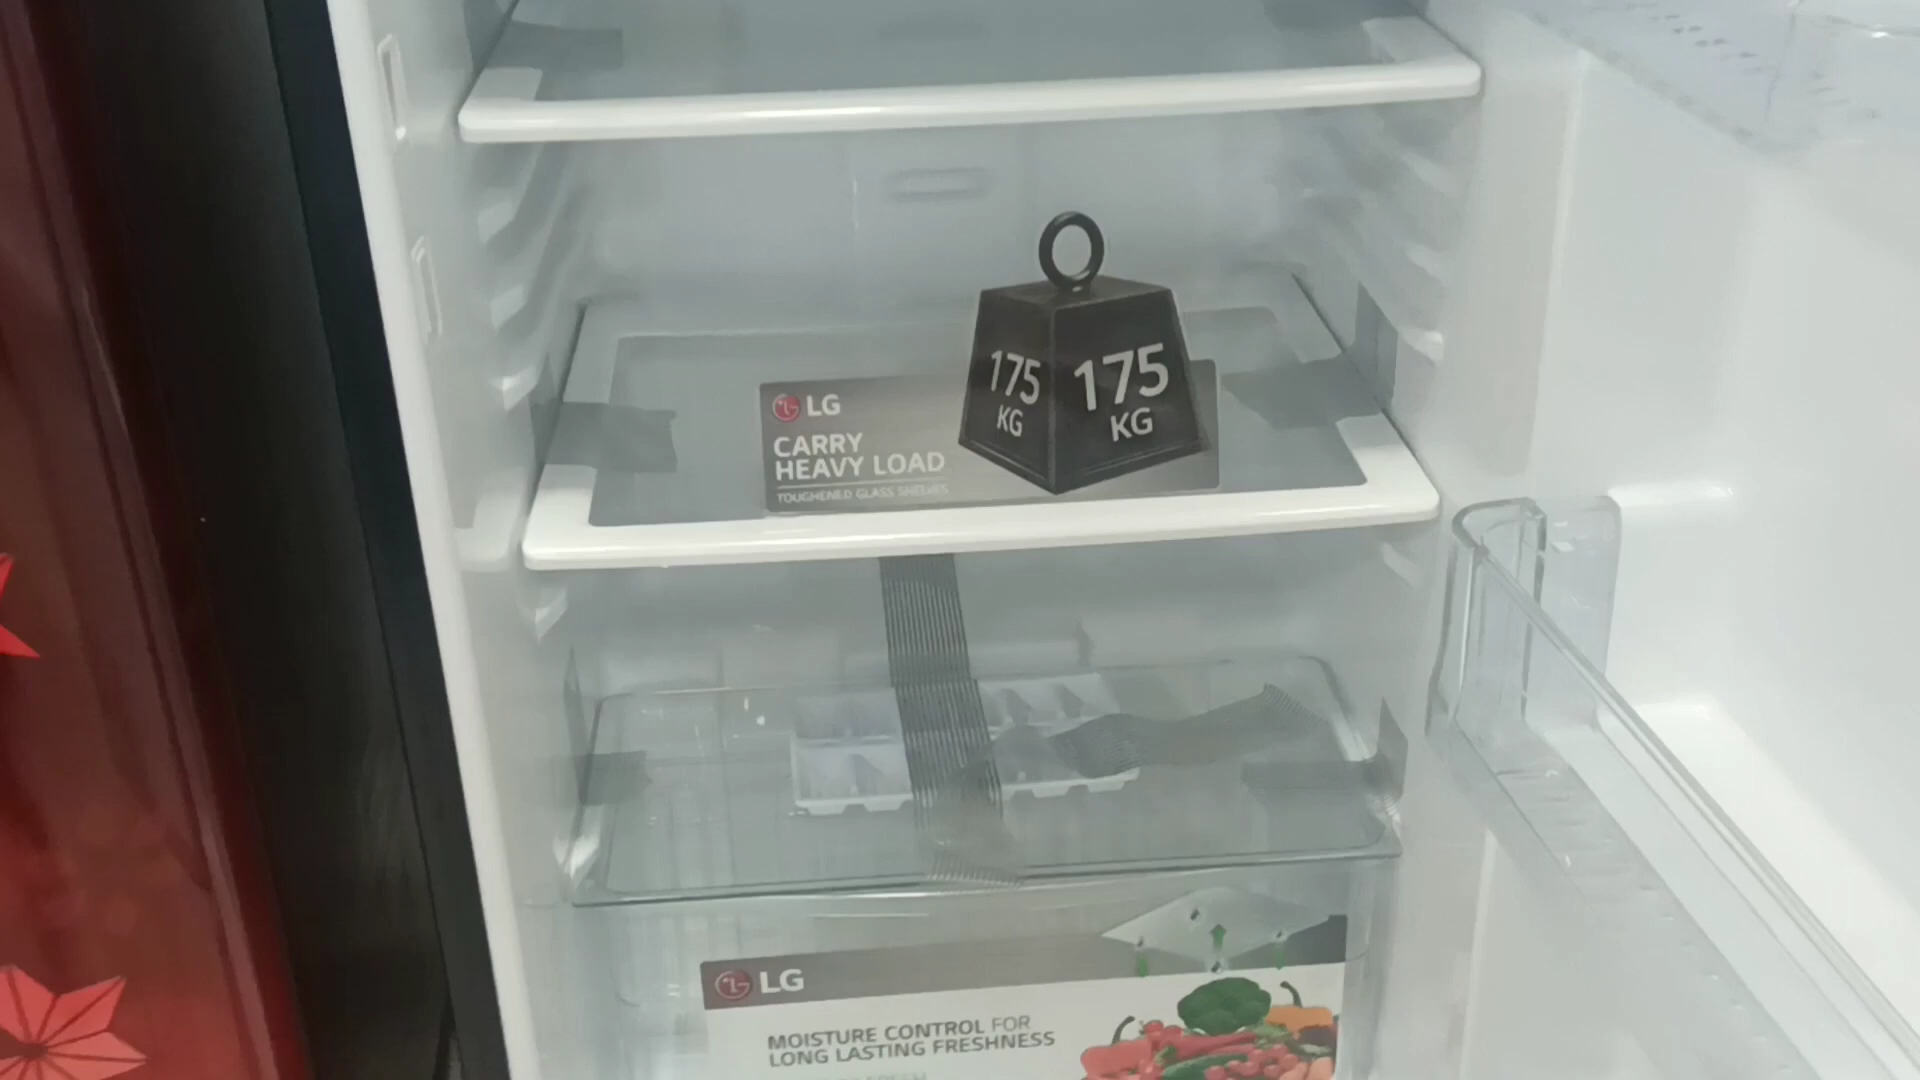 175
KG
175
KG
LG
CARRY
HEAVY LOAD
TOUGHENED GLASS SHELVES
LG
MOISTURE CONTROL FOR
LONG LASTING FRESHNESS